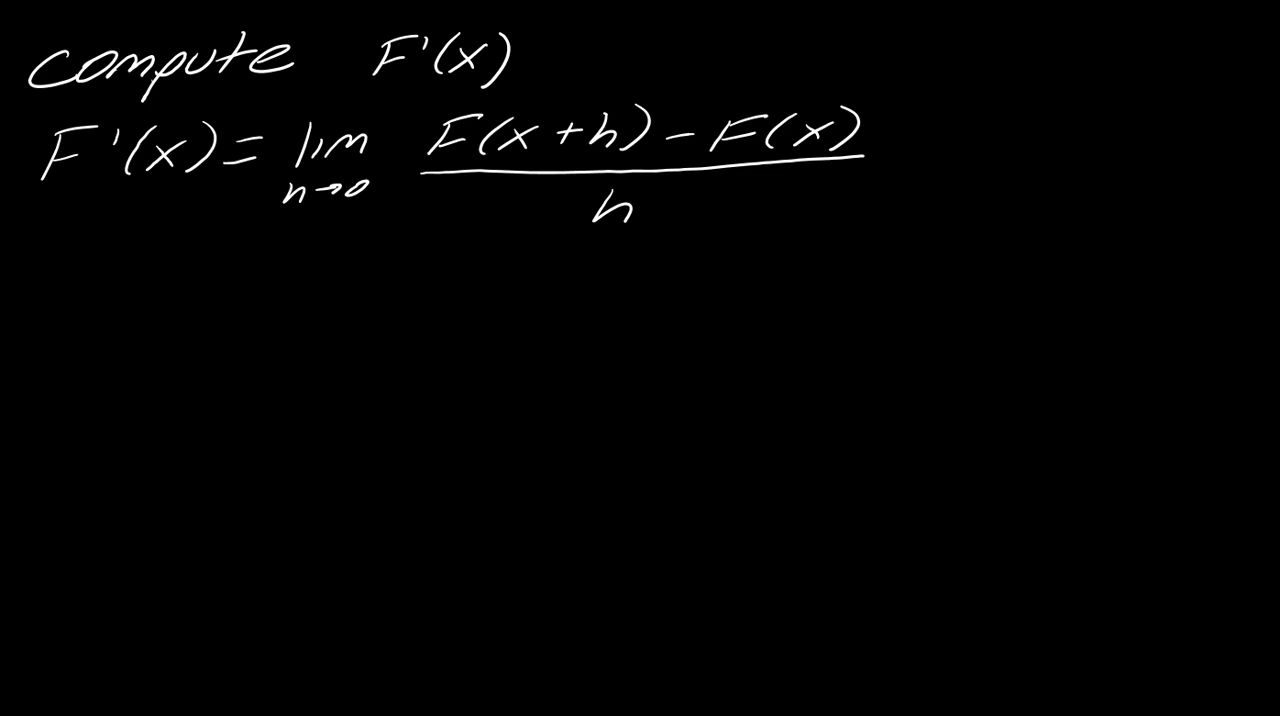 compute F'(x)
F'(x) = lim h→0 F(x+h) - F(x) / h